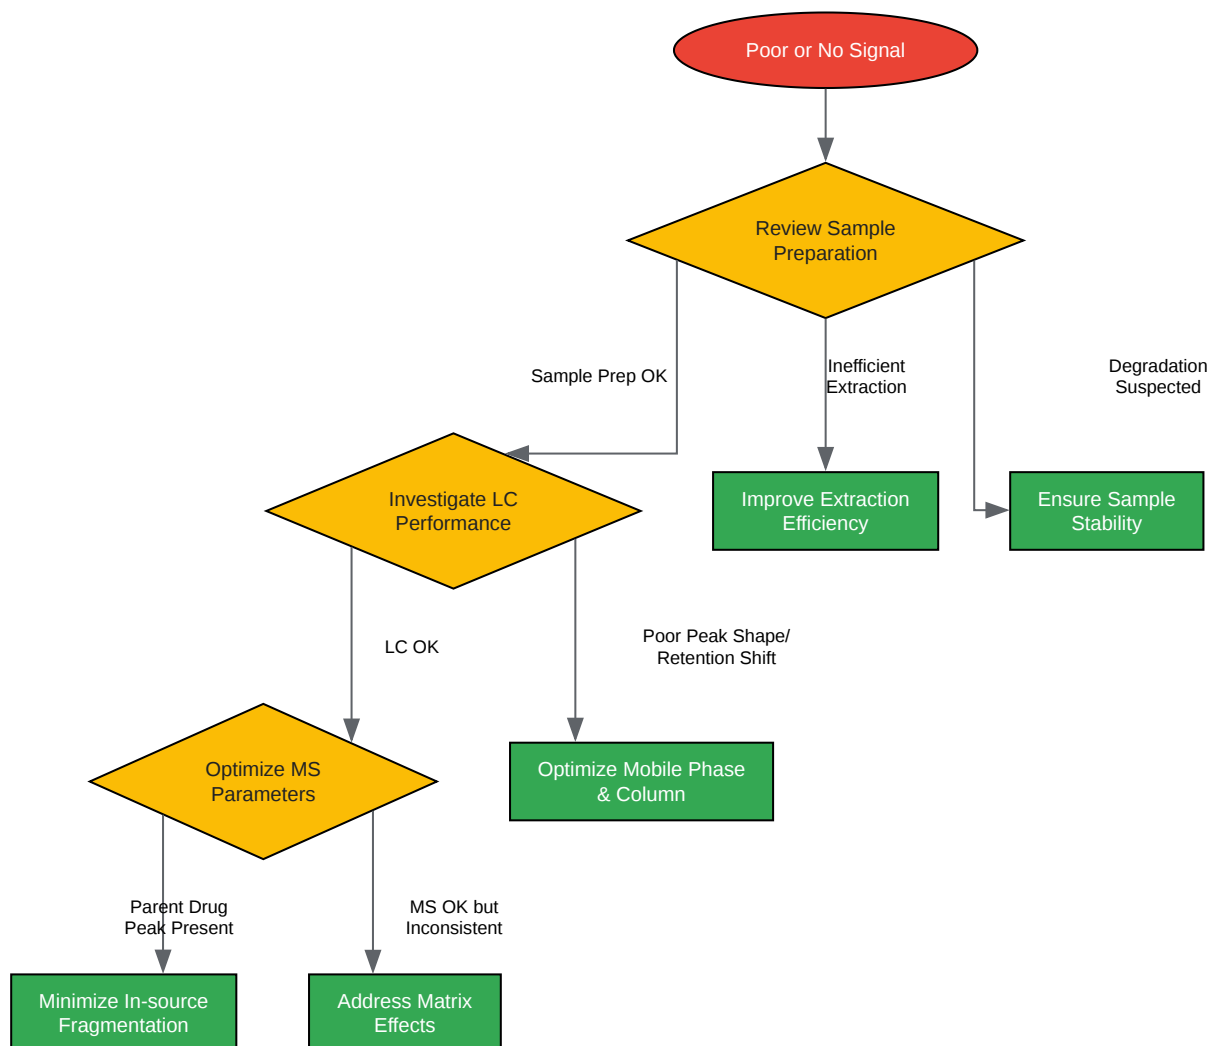 Poor or No Signal
Review Sample
Preparation
Sample Prep OK
Inefficient
Extraction
Degradation
Suspected
Investigate LC
Performance
Improve Extraction
Efficiency
Ensure Sample
Stability
LC OK
Poor Peak Shape/
Retention Shift
Optimize MS
Parameters
Optimize Mobile Phase
& Column
Parent Drug
Peak Present
MS OK but
Inconsistent
Minimize In-source
Fragmentation
Address Matrix
Effects